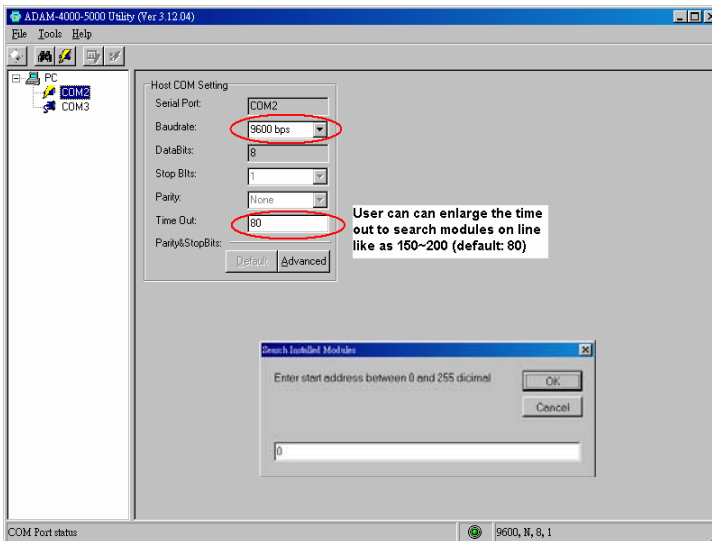 ADAM-4000-5000 Utility (Ver 3.12.04)
File Tools Help
PC
COM2
COM3
Host COM Setting
Serial Port: COM2
Baudrate: 9600 bps
DataBits: 8
Stop BIts: 1
Parity: None
Time Out: 80
Parity&StopBits:
Default Advanced
User can can enlarge the time
out to search modules on line
like as 150~200 (default: 80)
Search Installed Modules
Enter start address between 0 and 255 dicimal
OK
Cancel
0
COM Port status
9600, N, 8, 1